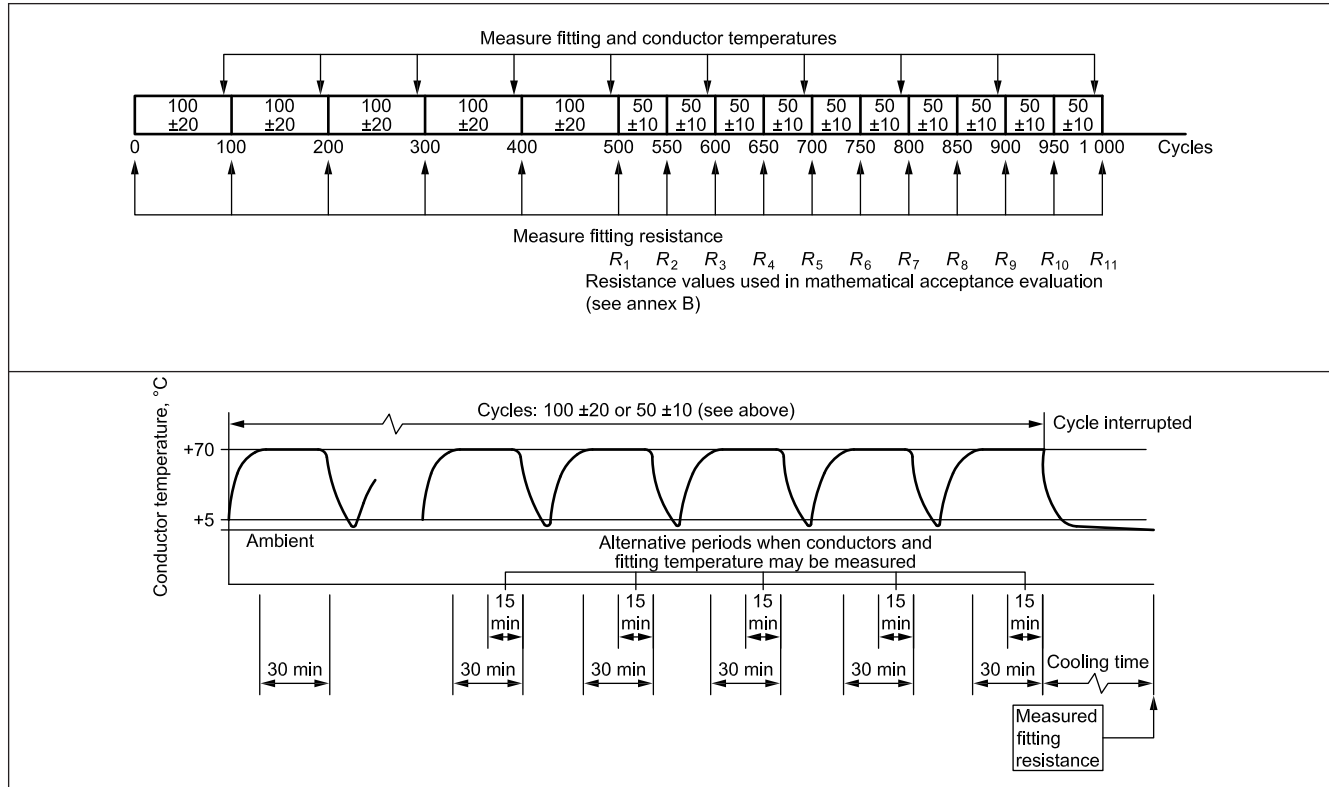 Measure fitting and conductor temperatures
100 100 100 100 100 50 50 50 50 50 50 50 50 50 50
±20 ±20 ±20 ±20 ±20 ±10 ±10 ±10 ±10 ±10 ±10 ±10 ±10 ±10 ±10
0 100 200 300 400 500 550 600 650 700 750 800 850 900 950 1 000 Cycles
Measure fitting resistance
R1 R2 R3 R4 R5 R6 R7 R8 R9 R10 R11
Resistance values used in mathematical acceptance evaluation
(see annex B)
Conductor temperature, °C
Cycles: 100 ±20 or 50 ±10 (see above)
Cycle interrupted
+70
+5
Ambient
Alternative periods when conductors and
fitting temperature may be measured
15 15 15 15 15
min min min min min
30 min 30 min 30 min 30 min 30 min 30 min
Cooling time
Measured
fitting
resistance